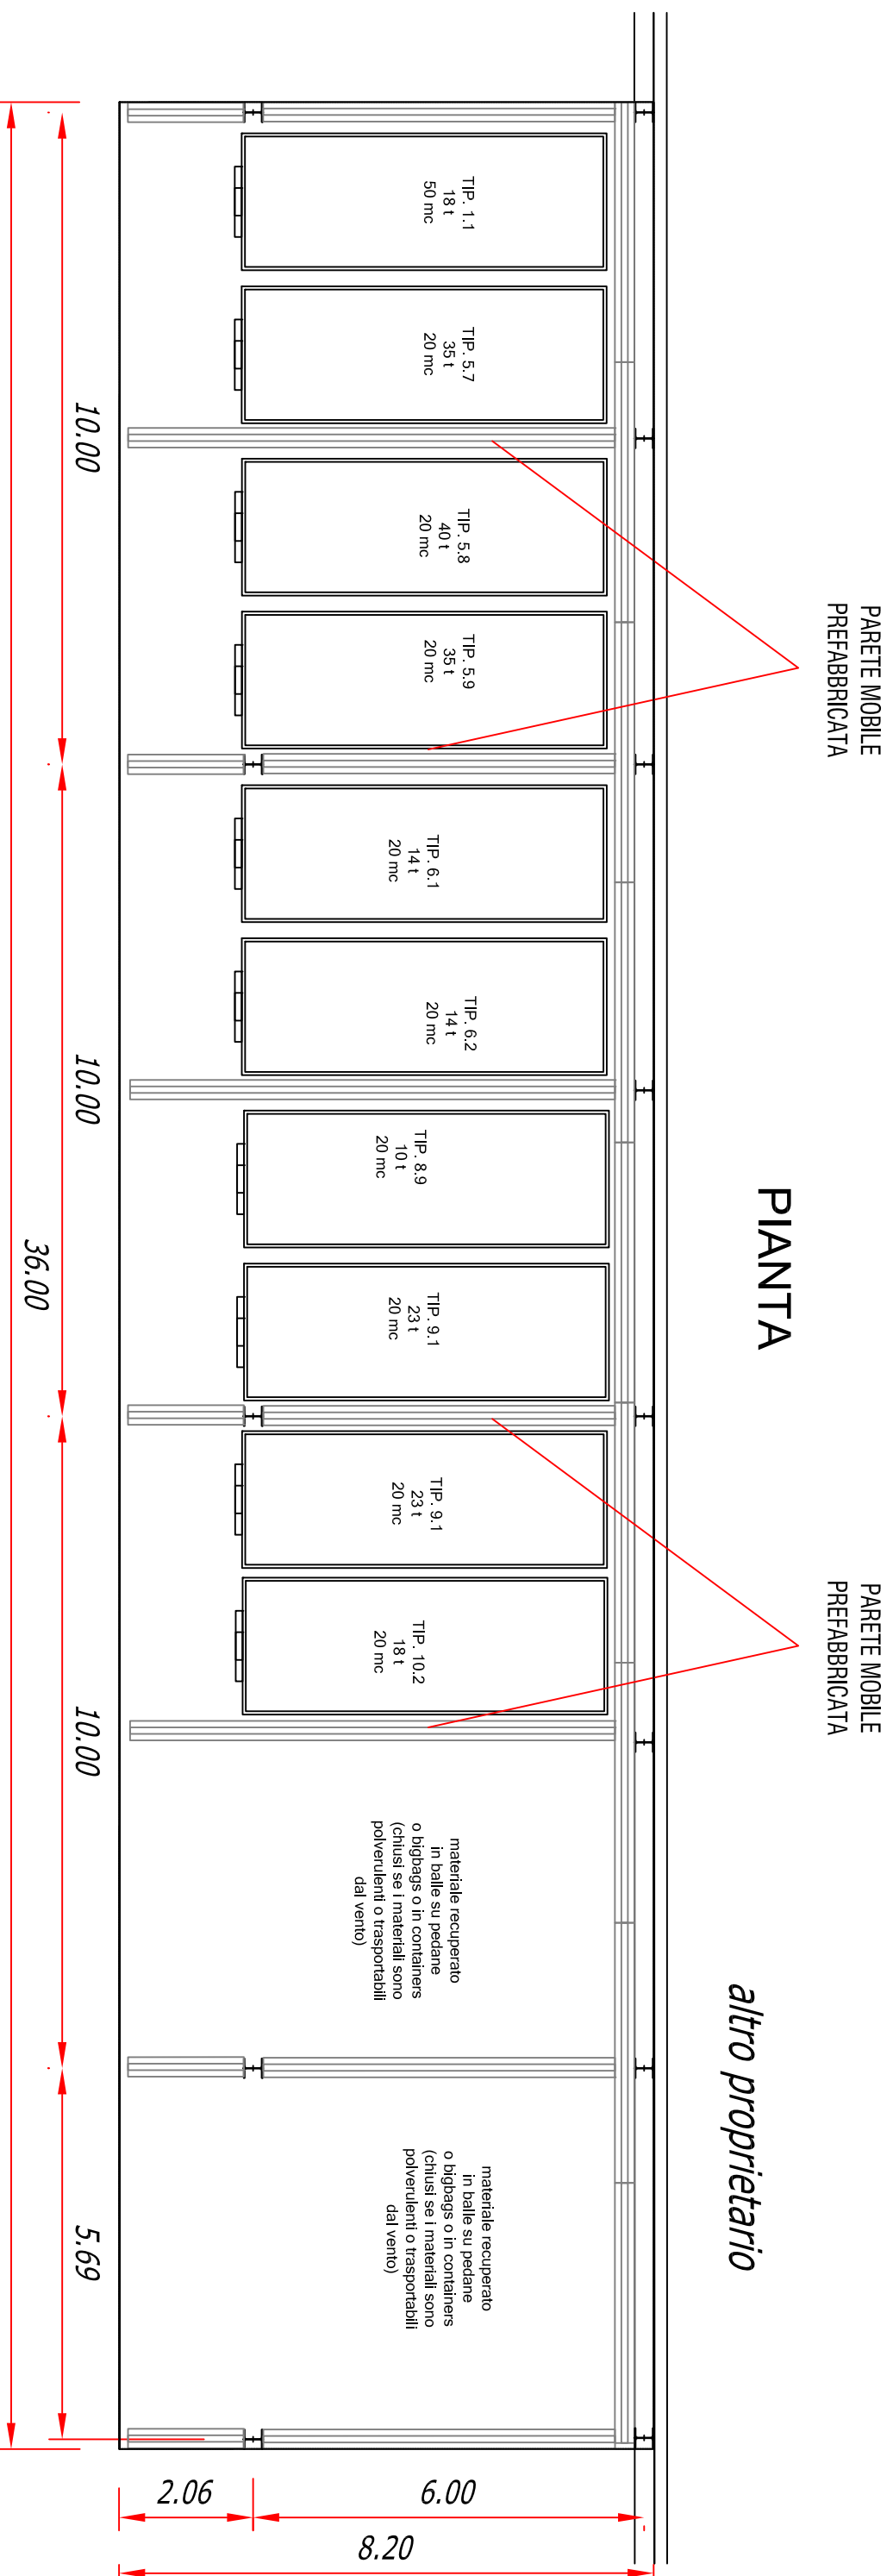 PARETE MOBILE
PREFABBRICATA
PIANTA
PARETE MOBILE
PREFABBRICATA
altro proprietario
TIP. 1.1
18 t
50 mc
TIP. 5.7
35 t
20 mc
TIP. 5.8
40 t
20 mc
TIP. 5.9
35 t
20 mc
TIP. 6.1
14 t
20 mc
TIP. 6.2
14 t
20 mc
TIP. 8.9
10 t
20 mc
TIP. 9.1
23 t
20 mc
TIP. 9.1
23 t
20 mc
TIP. 10.2
18 t
20 mc
materiale recuperato
in balle su pedane
o bigbags o in containers
(chiusi se i materiali sono
polverulenti o trasportabili
dal vento)
materiale recuperato
in balle su pedane
o bigbags o in containers
(chiusi se i materiali sono
polverulenti o trasportabili
dal vento)
10.00
10.00
10.00
5.69
36.00
6.00
2.06
8.20